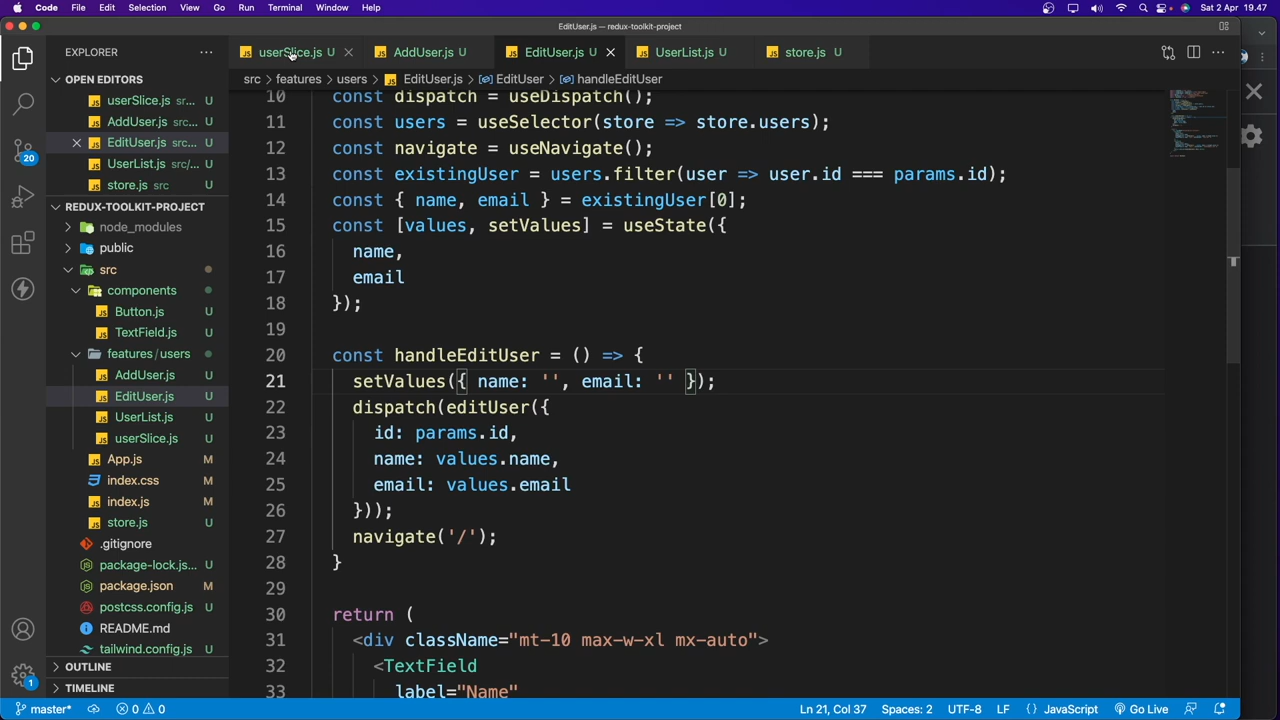 Code File Edit Selection View Go Run Terminal Window Help
Sat 2 Apr 19.47
EditUser.js — redux-toolkit-project
EXPLORER
userSlice.js U
AddUser.js U
EditUser.js U
UserList.js U
store.js U
src > features > users > EditUser.js > EditUser > handleEditUser
OPEN EDITORS
userSlice.js sr... U
AddUser.js src... U
EditUser.js src... U
UserList.js src/... U
store.js src U
REDUX-TOOLKIT-PROJECT
node_modules
public
src
components
Button.js U
TextField.js U
features/users
AddUser.js U
EditUser.js U
UserList.js U
userSlice.js U
App.js M
index.css M
index.js M
store.js U
.gitignore
package-lock.js... U
package.json M
postcss.config.js U
README.md
tailwind.config.js U
OUTLINE
TIMELINE
20
1
10 const dispatch = useDispatch();
11 const users = useSelector(store => store.users);
12 const navigate = useNavigate();
13 const existingUser = users.filter(user => user.id === params.id);
14 const { name, email } = existingUser[0];
15 const [values, setValues] = useState({
16 name,
17 email
18 });
19
20 const handleEditUser = () => {
21 setValues({ name: '', email: '' });
22 dispatch(editUser({
23 id: params.id,
24 name: values.name,
25 email: values.email
26 }));
27 navigate('/');
28 }
29
30 return (
31 <div className="mt-10 max-w-xl mx-auto">
32 <TextField
33 label="Name"
master* 0 0 Ln 21, Col 37 Spaces: 2 UTF-8 LF {} JavaScript Go Live